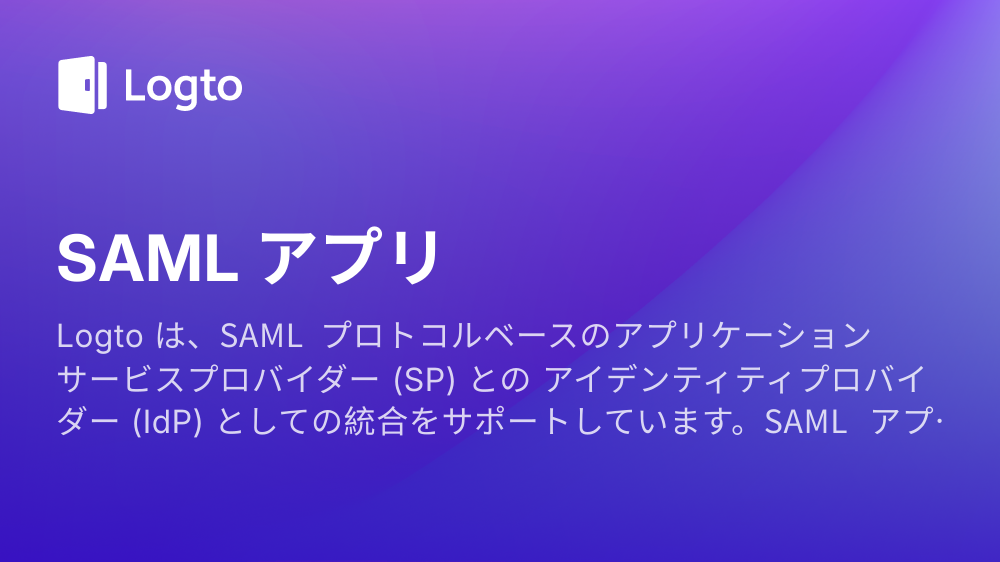 Logto
SAML アプリ
Logto は、SAML プロトコルベースのアプリケーション
サービスプロバイダー (SP) との アイデンティティプロバイ
ダー (IdP) としての統合をサポートしています。SAML アプ·